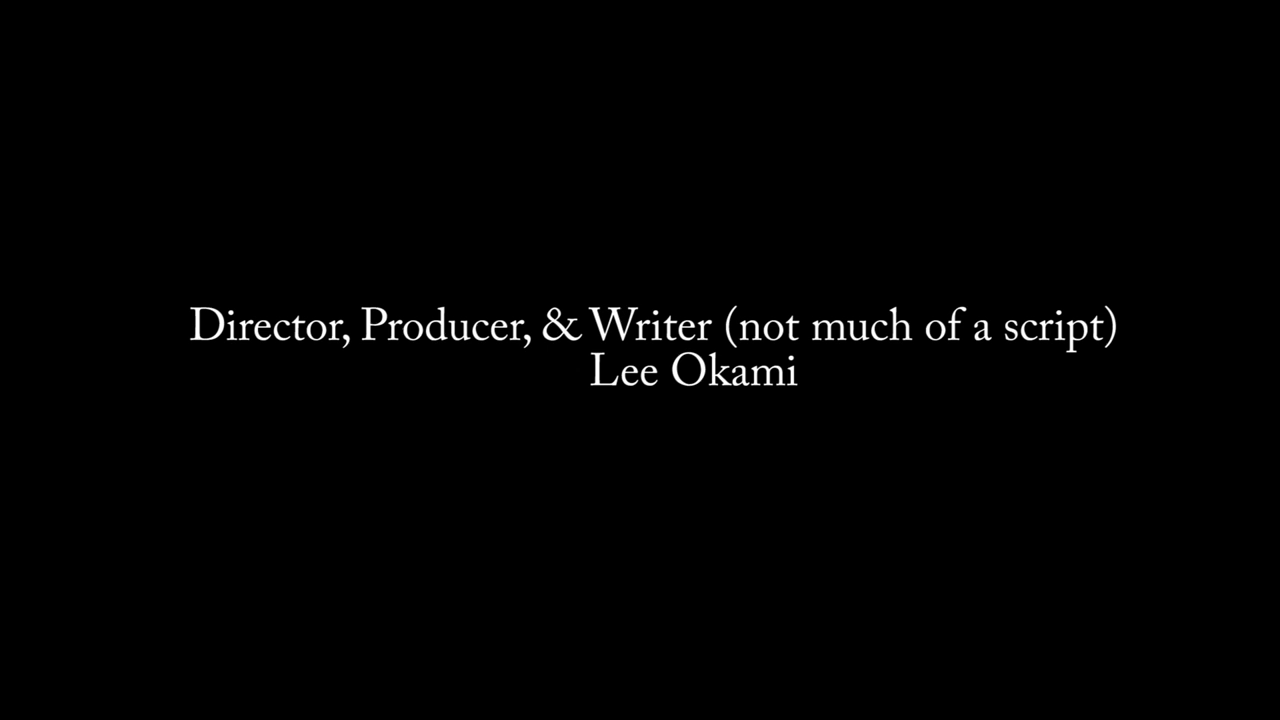 Director, Producer, & Writer (not much of a script)
Lee Okami